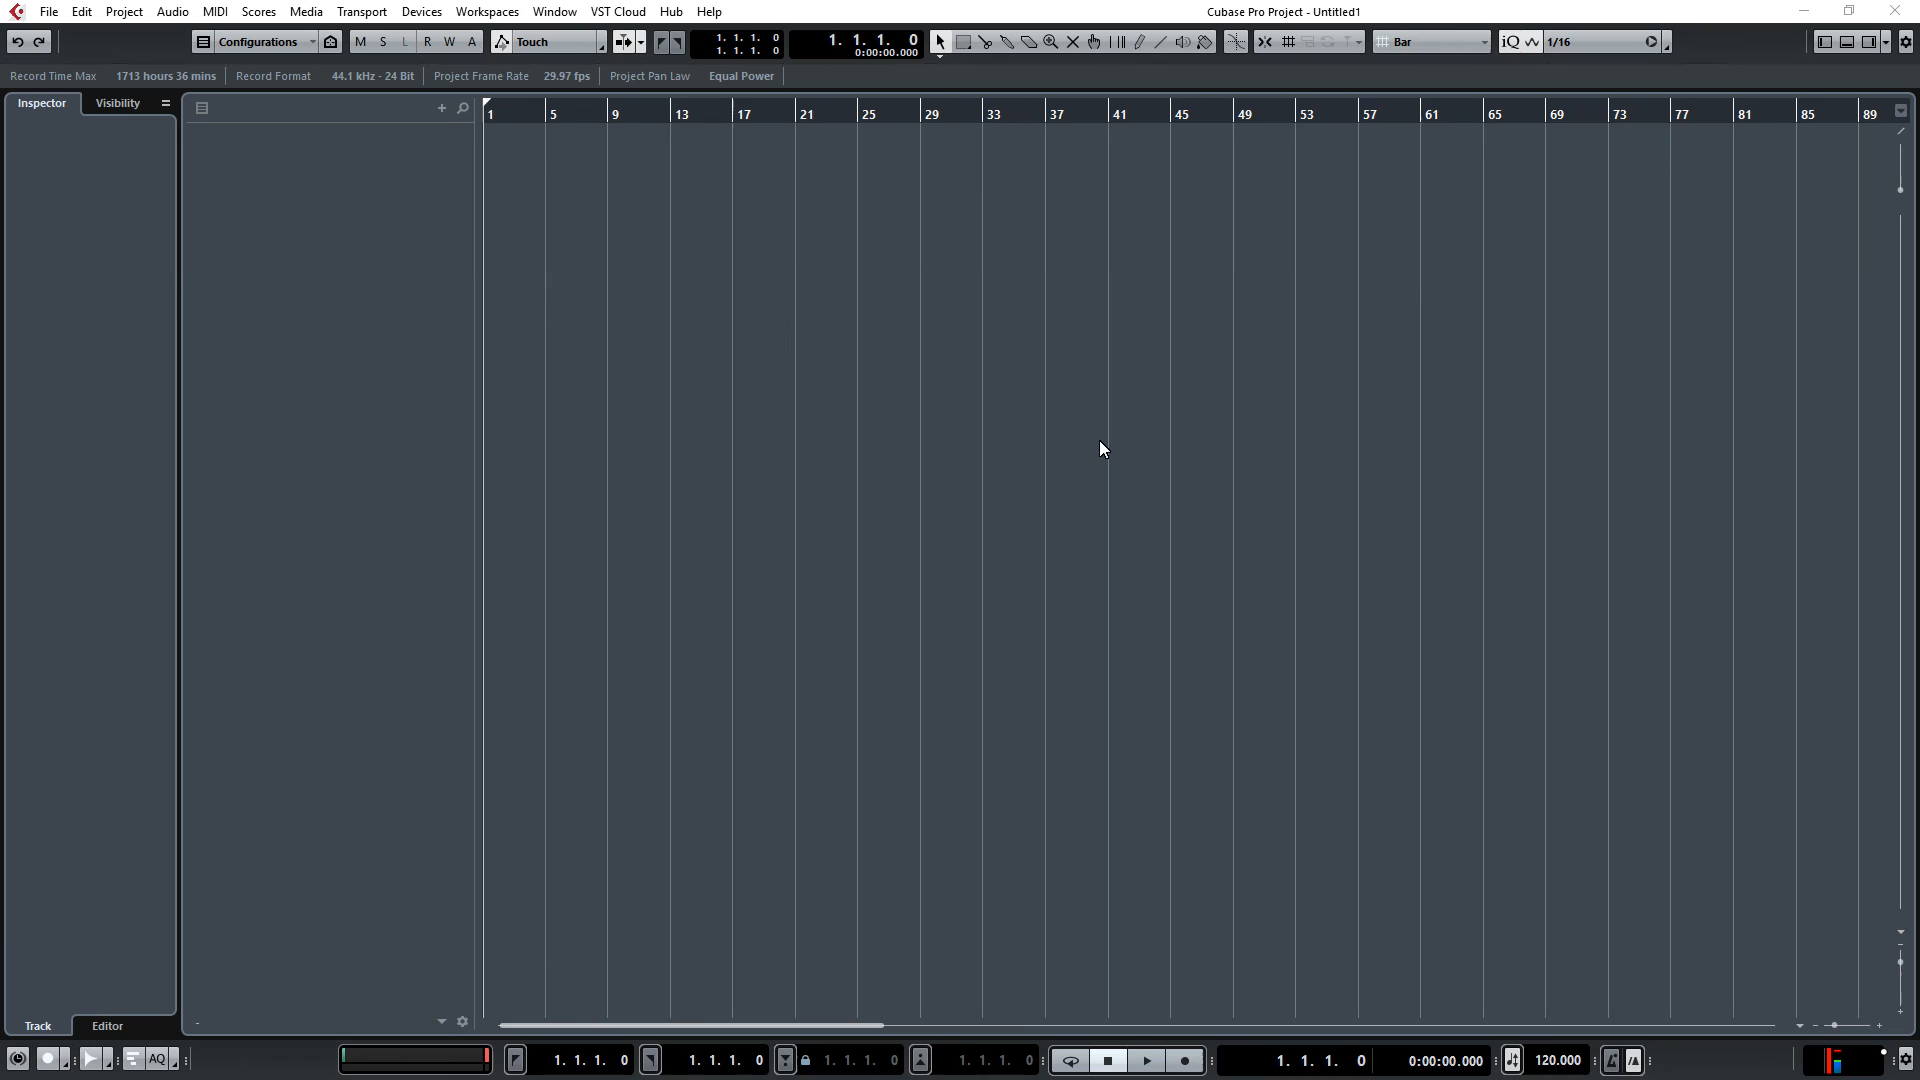 File Edit Project Audio MIDI Scores Media Transport Devices Workspaces Window VST Cloud Hub Help Cubase Pro Project - Untitled1
Configurations M S L R W A Touch 1. 1. 1. 0 1. 1. 1. 0 Bar iQ 1/16
1. 1. 1. 0 0:00:00.000
Record Time Max 1713 hours 36 mins Record Format 44.1 kHz - 24 Bit Project Frame Rate 29.97 fps Project Pan Law Equal Power
Inspector Visibility
1 5 9 13 17 21 25 29 33 37 41 45 49 53 57 61 65 69 73 77 81 85 89
Track Editor
AQ 1. 1. 1. 0 1. 1. 1. 0 1. 1. 1. 0 1. 1. 1. 0 1. 1. 1. 0 0:00:00.000 120.000